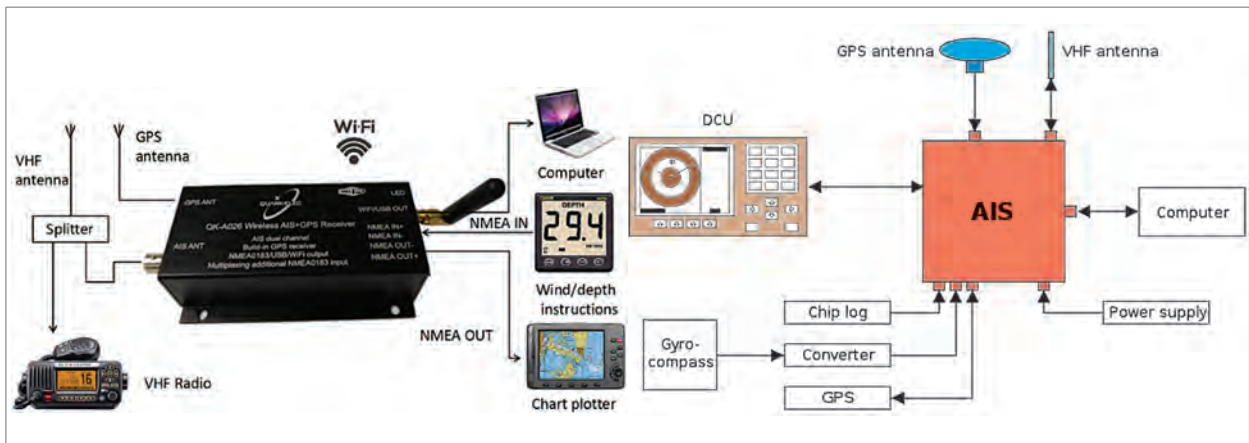 VHF
antenna
GPS
antenna
Wi-Fi
Splitter
VHF Radio
GPS ANT
AIS ANT
QUARK-ELEC
LED
WIFI/USB OUT
QK-A026 Wireless AIS+GPS Receiver
AIS dual channel
Build-in GPS receiver
NMEA0183/USB/WiFi output
Multiplexing additional NMEA0183 input
NMEA IN+
NMEA IN-
NMEA OUT-
NMEA OUT+
NMEA IN
NMEA OUT
Computer
DEPTH
29.4
Wind/depth
instructions
Chart plotter
16
DCU
GPS antenna
VHF antenna
AIS
Computer
Chip log
Gyro-
compass
Converter
GPS
Power supply